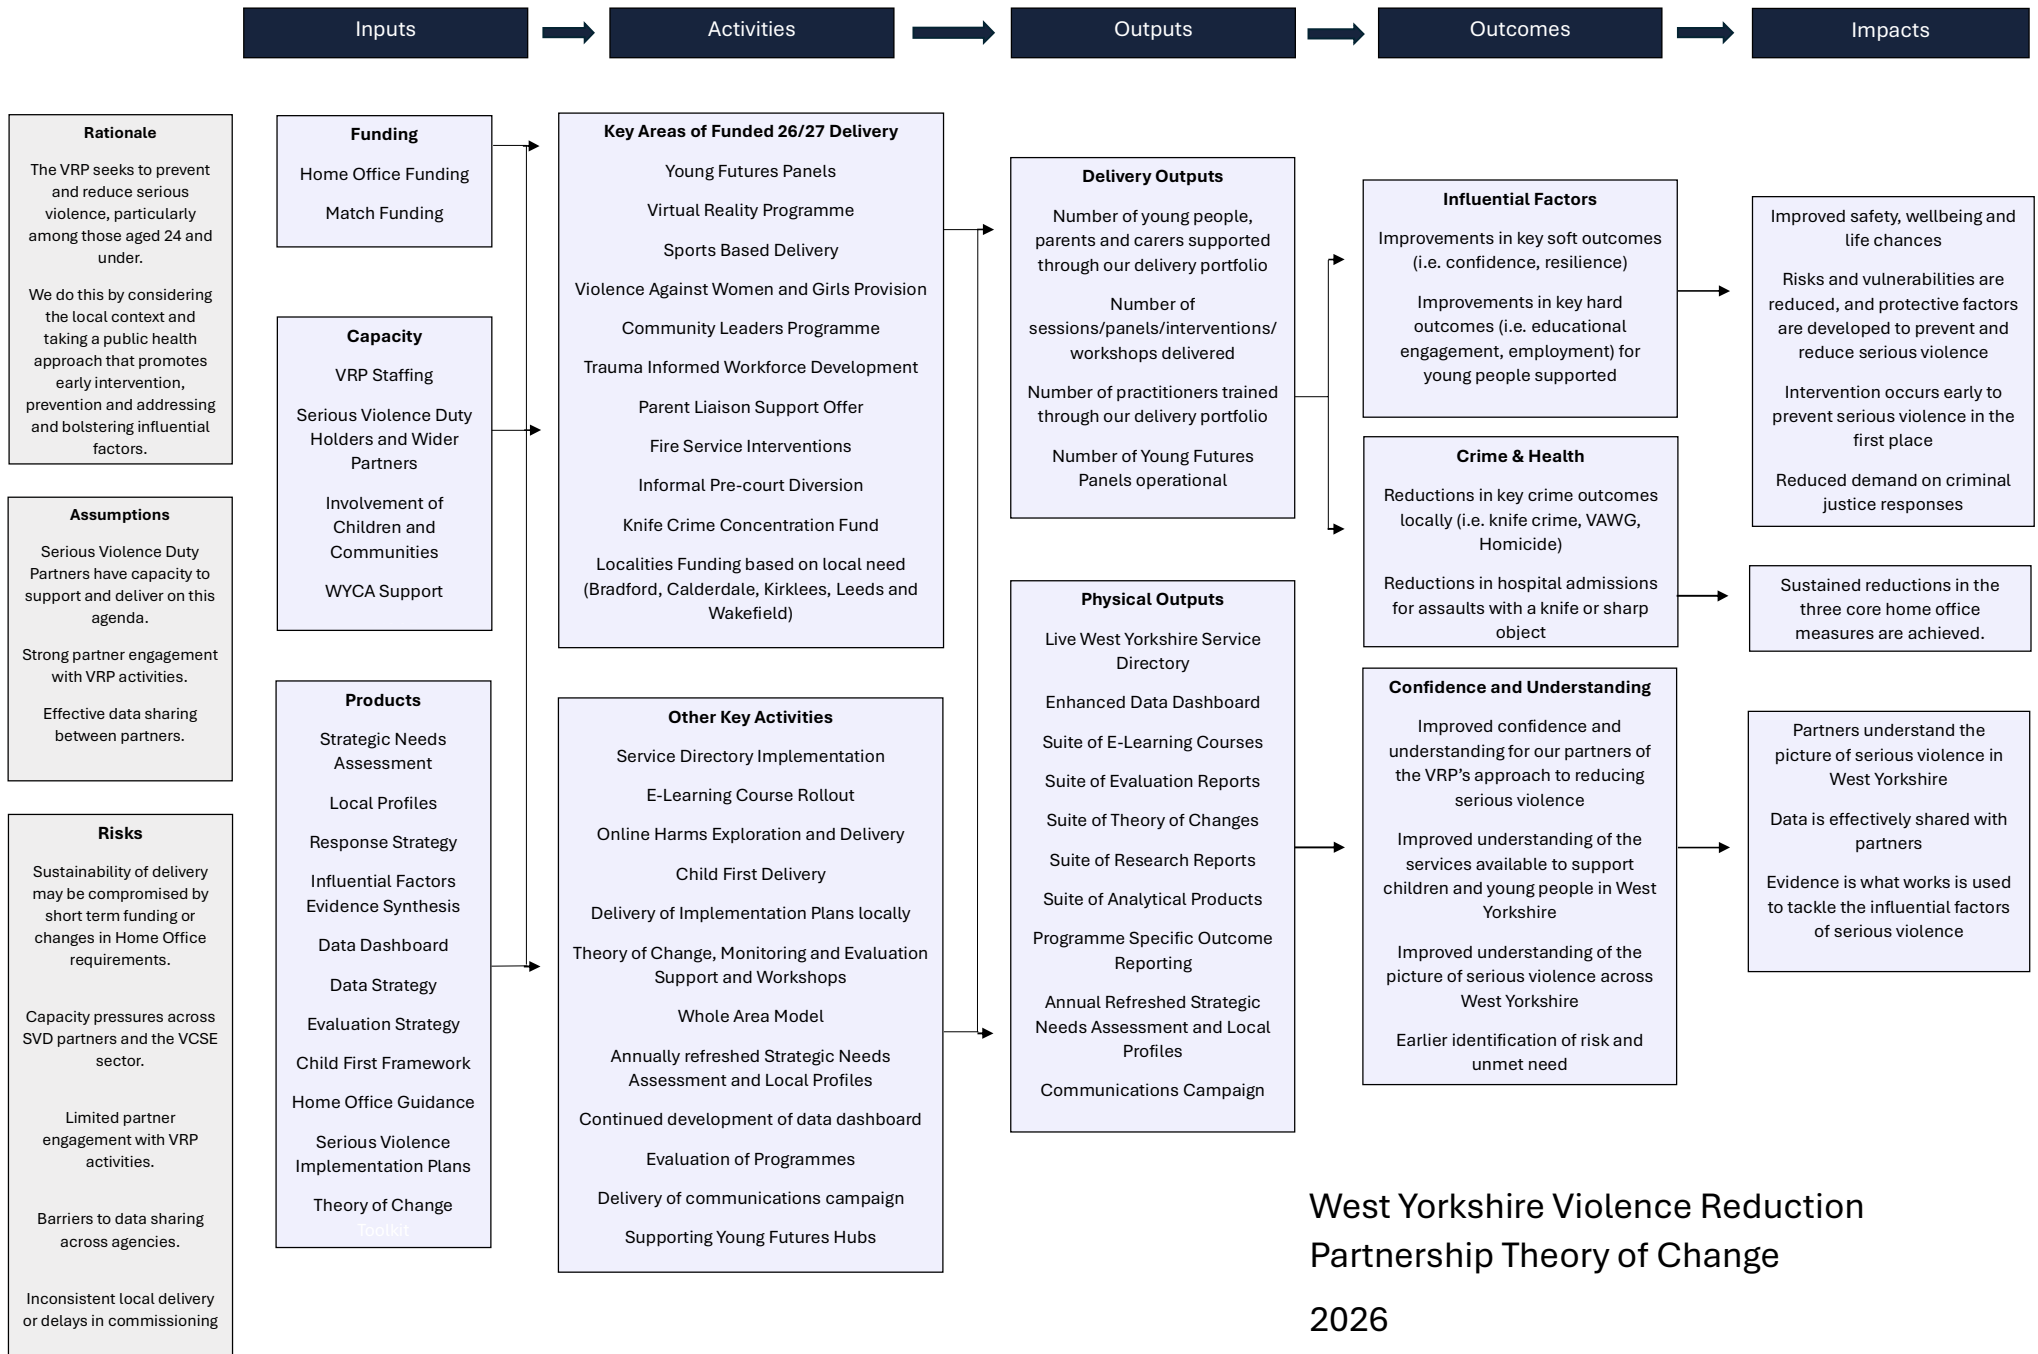 Inputs
Activities
Outputs
Outcomes
Impacts
Rationale
The VRP seeks to prevent
and reduce serious
violence, particularly
among those aged 24 and
under.
We do this by considering
the local context and
taking a public health
approach that promotes
early intervention,
prevention and addressing
and bolstering influential
factors.
Assumptions
Serious Violence Duty
Partners have capacity to
support and deliver on this
agenda.
Strong partner engagement
with VRP activities.
Effective data sharing
between partners.
Risks
Sustainability of delivery
may be compromised by
short term funding or
changes in Home Office
requirements.
Capacity pressures across
SVD partners and the VCSE
sector.
Limited partner
engagement with VRP
activities.
Barriers to data sharing
across agencies.
Inconsistent local delivery
or delays in commissioning
Funding
Home Office Funding
Match Funding
Capacity
VRP Staffing
Serious Violence Duty
Holders and Wider
Partners
Involvement of
Children and
Communities
WYCA Support
Products
Strategic Needs
Assessment
Local Profiles
Response Strategy
Influential Factors
Evidence Synthesis
Data Dashboard
Data Strategy
Evaluation Strategy
Child First Framework
Home Office Guidance
Serious Violence
Implementation Plans
Theory of Change
Toolkit
Key Areas of Funded 26/27 Delivery
Young Futures Panels
Virtual Reality Programme
Sports Based Delivery
Violence Against Women and Girls Provision
Community Leaders Programme
Trauma Informed Workforce Development
Parent Liaison Support Offer
Fire Service Interventions
Informal Pre-court Diversion
Knife Crime Concentration Fund
Localities Funding based on local need
(Bradford, Calderdale, Kirklees, Leeds and
Wakefield)
Other Key Activities
Service Directory Implementation
E-Learning Course Rollout
Online Harms Exploration and Delivery
Child First Delivery
Delivery of Implementation Plans locally
Theory of Change, Monitoring and Evaluation
Support and Workshops
Whole Area Model
Annually refreshed Strategic Needs
Assessment and Local Profiles
Continued development of data dashboard
Evaluation of Programmes
Delivery of communications campaign
Supporting Young Futures Hubs
Delivery Outputs
Number of young people,
parents and carers supported
through our delivery portfolio
Number of
sessions/panels/interventions/
workshops delivered
Number of practitioners trained
through our delivery portfolio
Number of Young Futures
Panels operational
Physical Outputs
Live West Yorkshire Service
Directory
Enhanced Data Dashboard
Suite of E-Learning Courses
Suite of Evaluation Reports
Suite of Theory of Changes
Suite of Research Reports
Suite of Analytical Products
Programme Specific Outcome
Reporting
Annual Refreshed Strategic
Needs Assessment and Local
Profiles
Communications Campaign
Influential Factors
Improvements in key soft outcomes
(i.e. confidence, resilience)
Improvements in key hard
outcomes (i.e. educational
engagement, employment) for
young people supported
Crime & Health
Reductions in key crime outcomes
locally (i.e. knife crime, VAWG,
Homicide)
Reductions in hospital admissions
for assaults with a knife or sharp
object
Confidence and Understanding
Improved confidence and
understanding for our partners of
the VRP’s approach to reducing
serious violence
Improved understanding of the
services available to support
children and young people in West
Yorkshire
Improved understanding of the
picture of serious violence across
West Yorkshire
Earlier identification of risk and
unmet need
Improved safety, wellbeing and
life chances
Risks and vulnerabilities are
reduced, and protective factors
are developed to prevent and
reduce serious violence
Intervention occurs early to
prevent serious violence in the
first place
Reduced demand on criminal
justice responses
Sustained reductions in the
three core home office
measures are achieved.
Partners understand the
picture of serious violence in
West Yorkshire
Data is effectively shared with
partners
Evidence is what works is used
to tackle the influential factors
of serious violence
West Yorkshire Violence Reduction
Partnership Theory of Change
2026